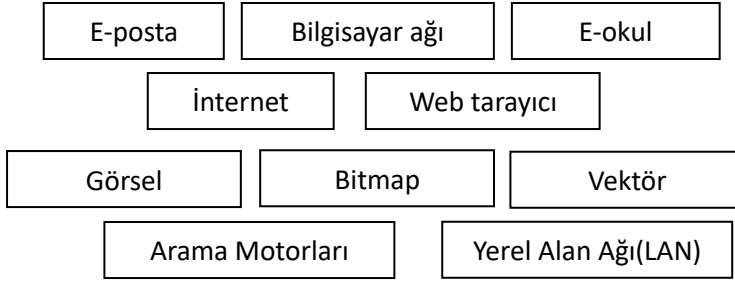 E-posta
Bilgisayar ağı
E-okul
İnternet
Web tarayıcı
Görsel
Bitmap
Vektör
Arama Motorları
Yerel Alan Ağı(LAN)